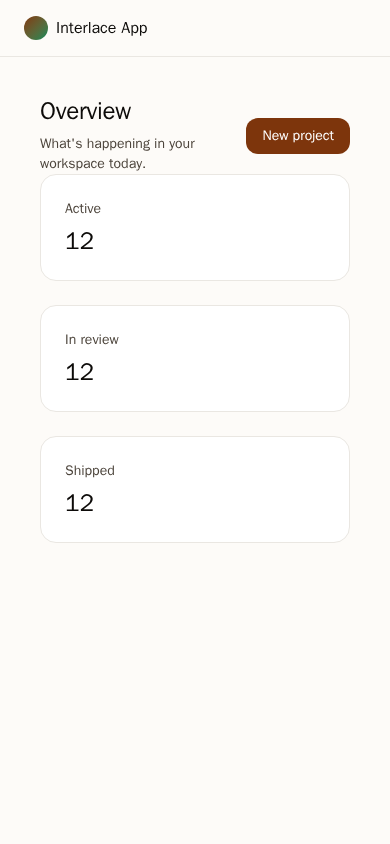 Interlace App
Overview
What's happening in your
workspace today.
New project
Active
12
In review
12
Shipped
12